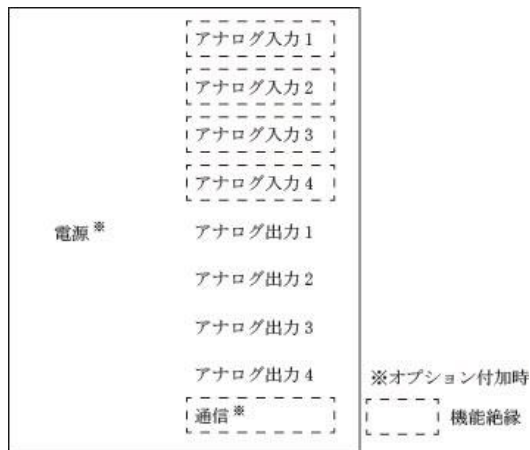 アナログ入力 1
アナログ入力 2
アナログ入力 3
アナログ入力 4
電源※ アナログ出力 1
アナログ出力 2
アナログ出力 3
アナログ出力 4 ※オプション付加時
通信※ 機能絶縁